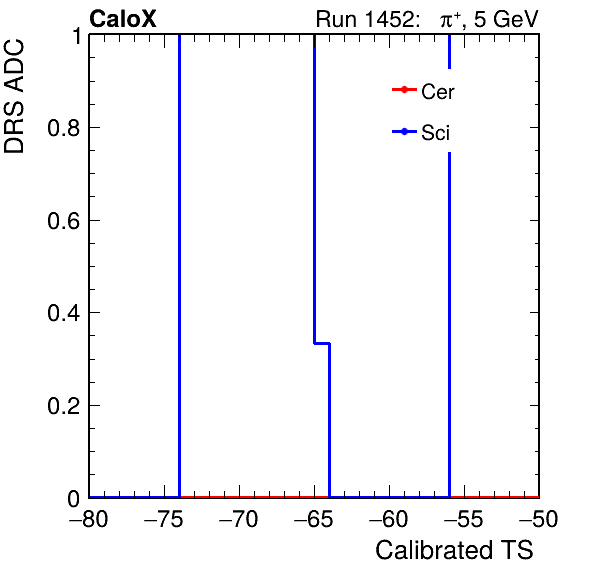 CaloX Run 1452: π⁺, 5 GeV
DRS ADC
1
0.8
0.6
0.4
0.2
0
Cer
Sci
−80 −75 −70 −65 −60 −55 −50
Calibrated TS